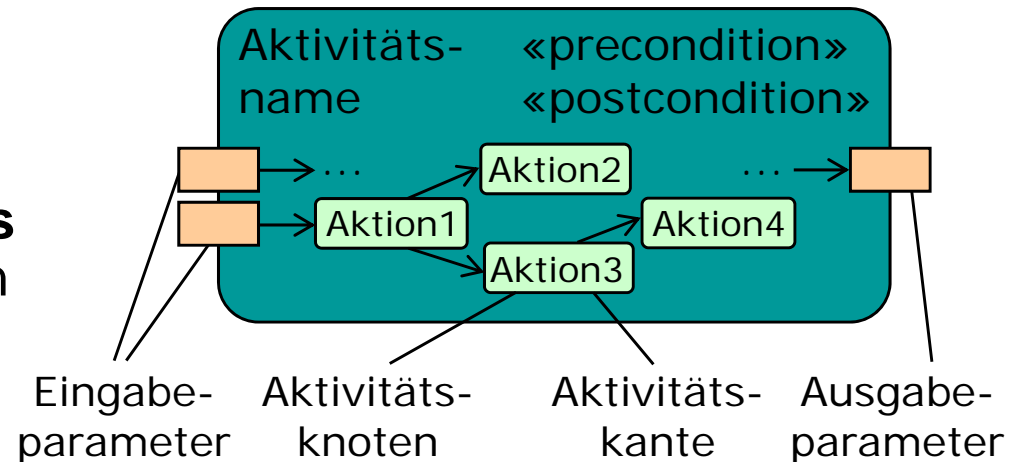 Aktivitäts- «precondition»
name «postcondition»
... Aktion2 ...
s Aktion1 Aktion4
n Aktion3
Eingabe- Aktivitäts- Aktivitäts- Ausgabe-
parameter knoten kante parameter